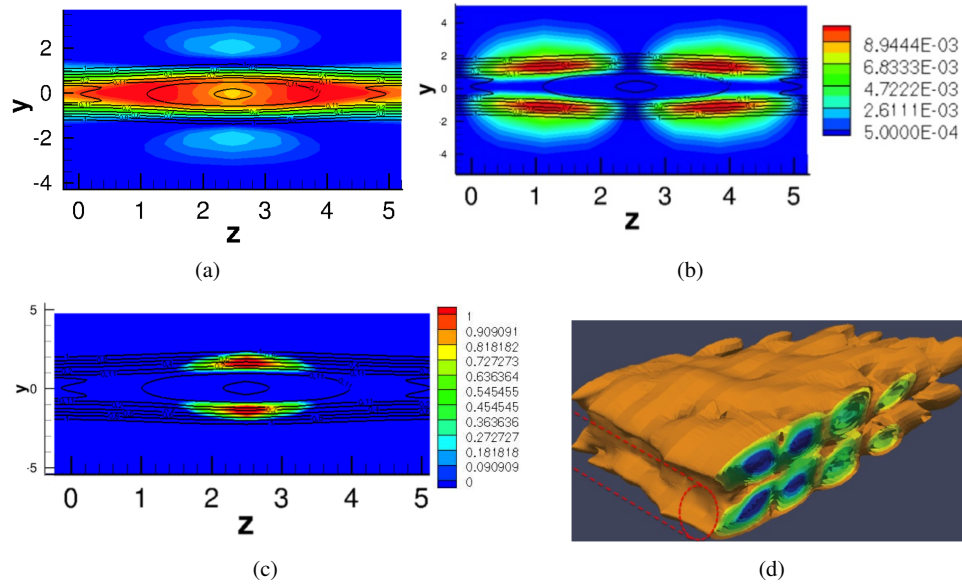 2
0
-2
-4
y
0 1 2 3 4 5
z
(a)
4
2
0
-2
-4
y
0 1 2 3 4 5
z
8.9444E-03
6.8333E-03
4.7222E-03
2.6111E-03
5.0000E-04
(b)
5
0
-5
y
0 1 2 3 4 5
z
1
0.909091
0.818182
0.727273
0.636364
0.545455
0.454545
0.363636
0.272727
0.181818
0.090909
0
(c)
(d)